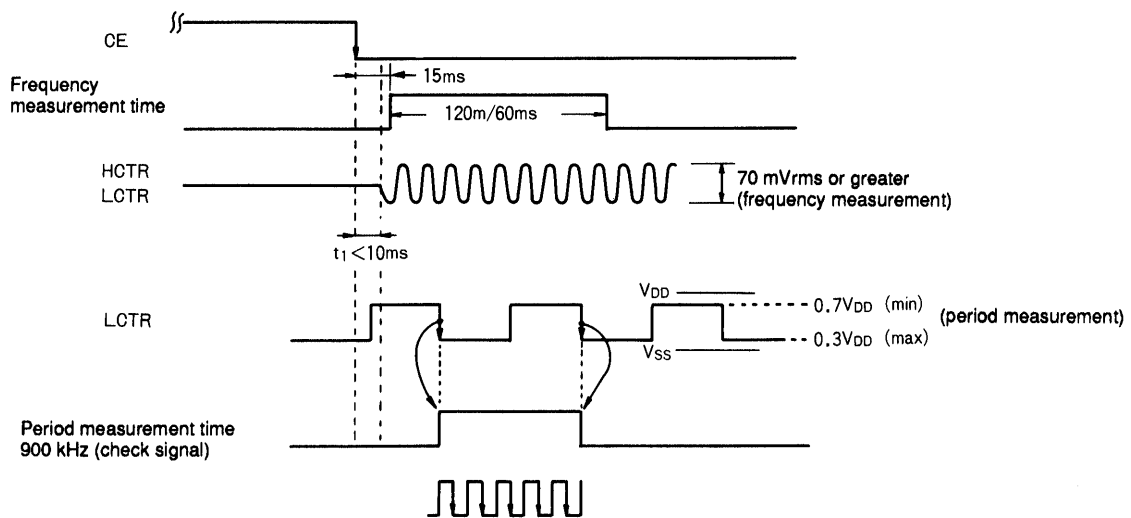 CE
15ms
Frequency
measurement time
120m/60ms
HCTR
LCTR
70 mVrms or greater
(frequency measurement)
t1<10ms
LCTR
VDD
0.7VDD (min)
(period measurement)
0.3VDD (max)
VSS
Period measurement time
900 kHz (check signal)